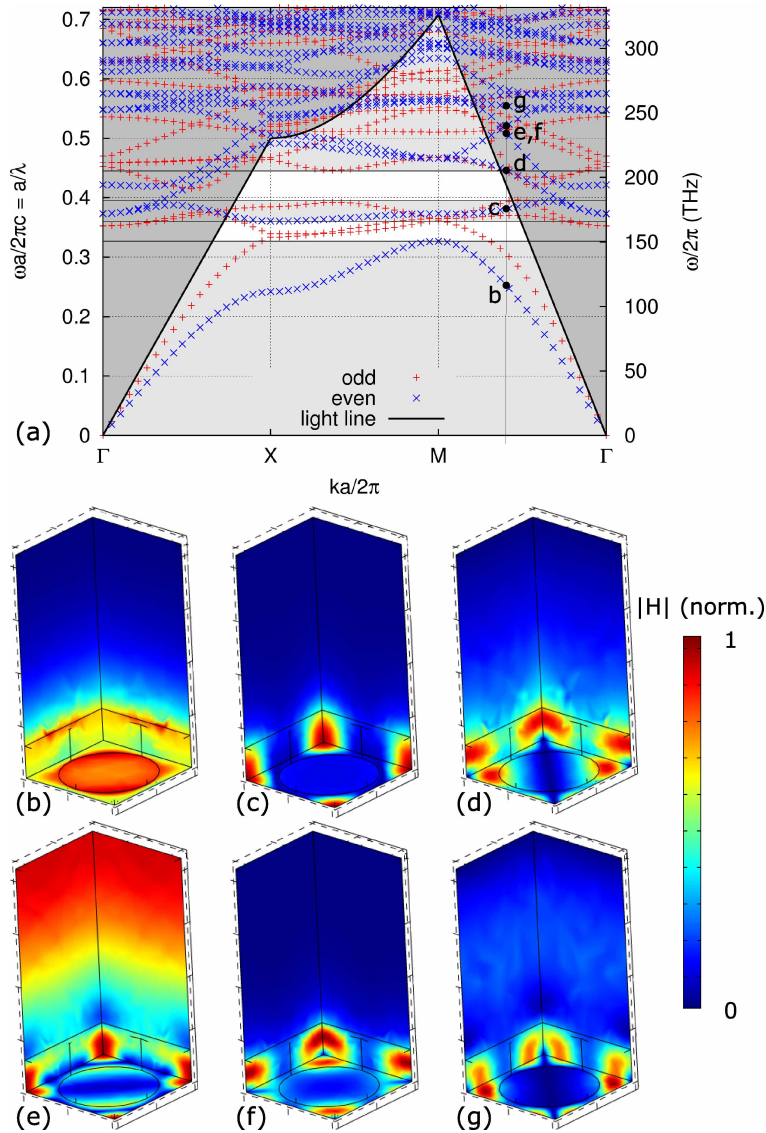 0.7
0.6
0.5
0.4
0.3
0.2
0.1
0
ωa/2πc = a/λ
300
250
200
150
100
50
0
ω/2π (THz)
g
e,f
d
c
b
odd
even
light line
(a)
Γ X M Γ
ka/2π
|H| (norm.)
1
0
(b) (c) (d)
(e) (f) (g)